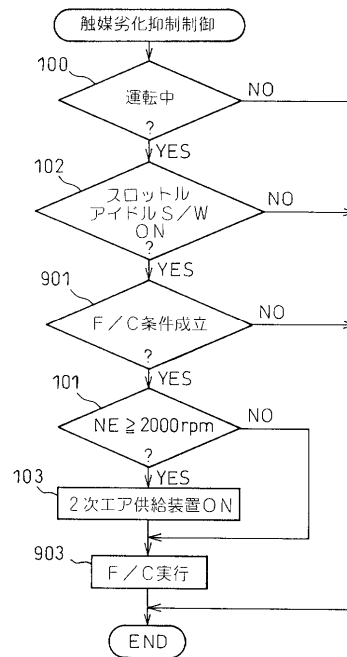 触媒劣化抑制制御
100
運転中
?
NO
YES
102
スロットル
アイドルS/W
ON
?
NO
YES
901
F/C条件成立
?
NO
YES
101
NE≧2000rpm
?
NO
YES
103
2次エア供給装置ON
903
F/C実行
END